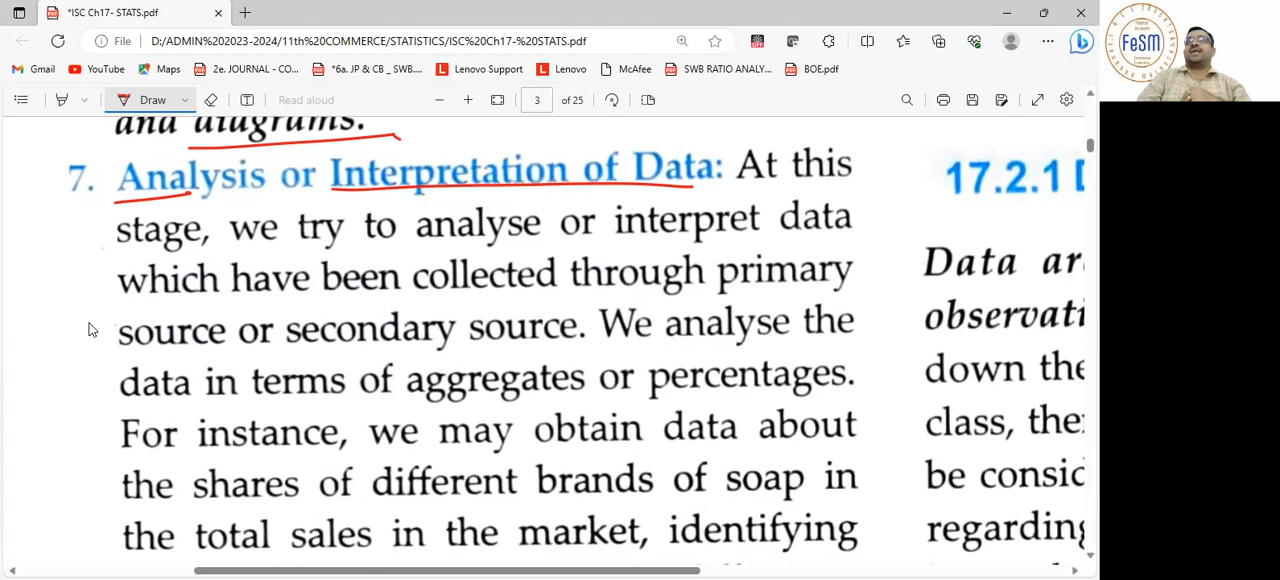 *ISC Ch17- STATS.pdf
File
D:/ADMIN%202023-2024/11th%20COMMERCE/STATISTICS/ISC%20Ch17-%20STATS.pdf
OFF
Gmail
YouTube
Maps
2e. JOURNAL - CO...
*6a. JP & CB _SWB....
Lenovo Support
Lenovo
McAfee
SWB RATIO ANALY...
BOE.pdf
Draw
Read aloud
3
of 25
and diagrams.
7. Analysis or Interpretation of Data: At this
stage, we try to analyse or interpret data
which have been collected through primary
source or secondary source. We analyse the
data in terms of aggregates or percentages.
For instance, we may obtain data about
the shares of different brands of soap in
the total sales in the market, identifying
17.2.1
Data ar
observati
down the
class, the
be consid
regarding
FeSM